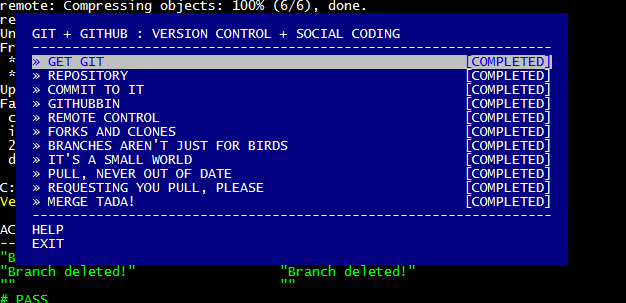 remote: Compressing objects: 100% (6/6), done.
re
Un
GIT + GITHUB : VERSION CONTROL + SOCIAL CODING
Fr
--------------------------------------------------------------------
* » GET GIT [COMPLETED]
* » REPOSITORY [COMPLETED]
Up » COMMIT TO IT [COMPLETED]
Fa » GITHUBBIN [COMPLETED]
c » REMOTE CONTROL [COMPLETED]
i » FORKS AND CLONES [COMPLETED]
2 » BRANCHES AREN'T JUST FOR BIRDS [COMPLETED]
d » IT'S A SMALL WORLD [COMPLETED]
» PULL, NEVER OUT OF DATE [COMPLETED]
C: » REQUESTING YOU PULL, PLEASE [COMPLETED]
Ve » MERGE TADA! [COMPLETED]
--------------------------------------------------------------------
AC HELP
-- EXIT
"B
"Branch deleted!" "Branch deleted!"
"" ""
# PASS